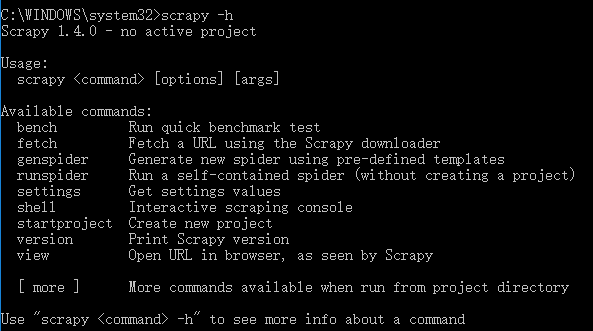 C:\WINDOWS\system32>scrapy -h
Scrapy 1.4.0 - no active project
Usage:
  scrapy <command> [options] [args]
Available commands:
  bench         Run quick benchmark test
  fetch         Fetch a URL using the Scrapy downloader
  genspider     Generate new spider using pre-defined templates
  runspider     Run a self-contained spider (without creating a project)
  settings      Get settings values
  shell         Interactive scraping console
  startproject  Create new project
  version       Print Scrapy version
  view          Open URL in browser, as seen by Scrapy
  [ more ]      More commands available when run from project directory
Use "scrapy <command> -h" to see more info about a command